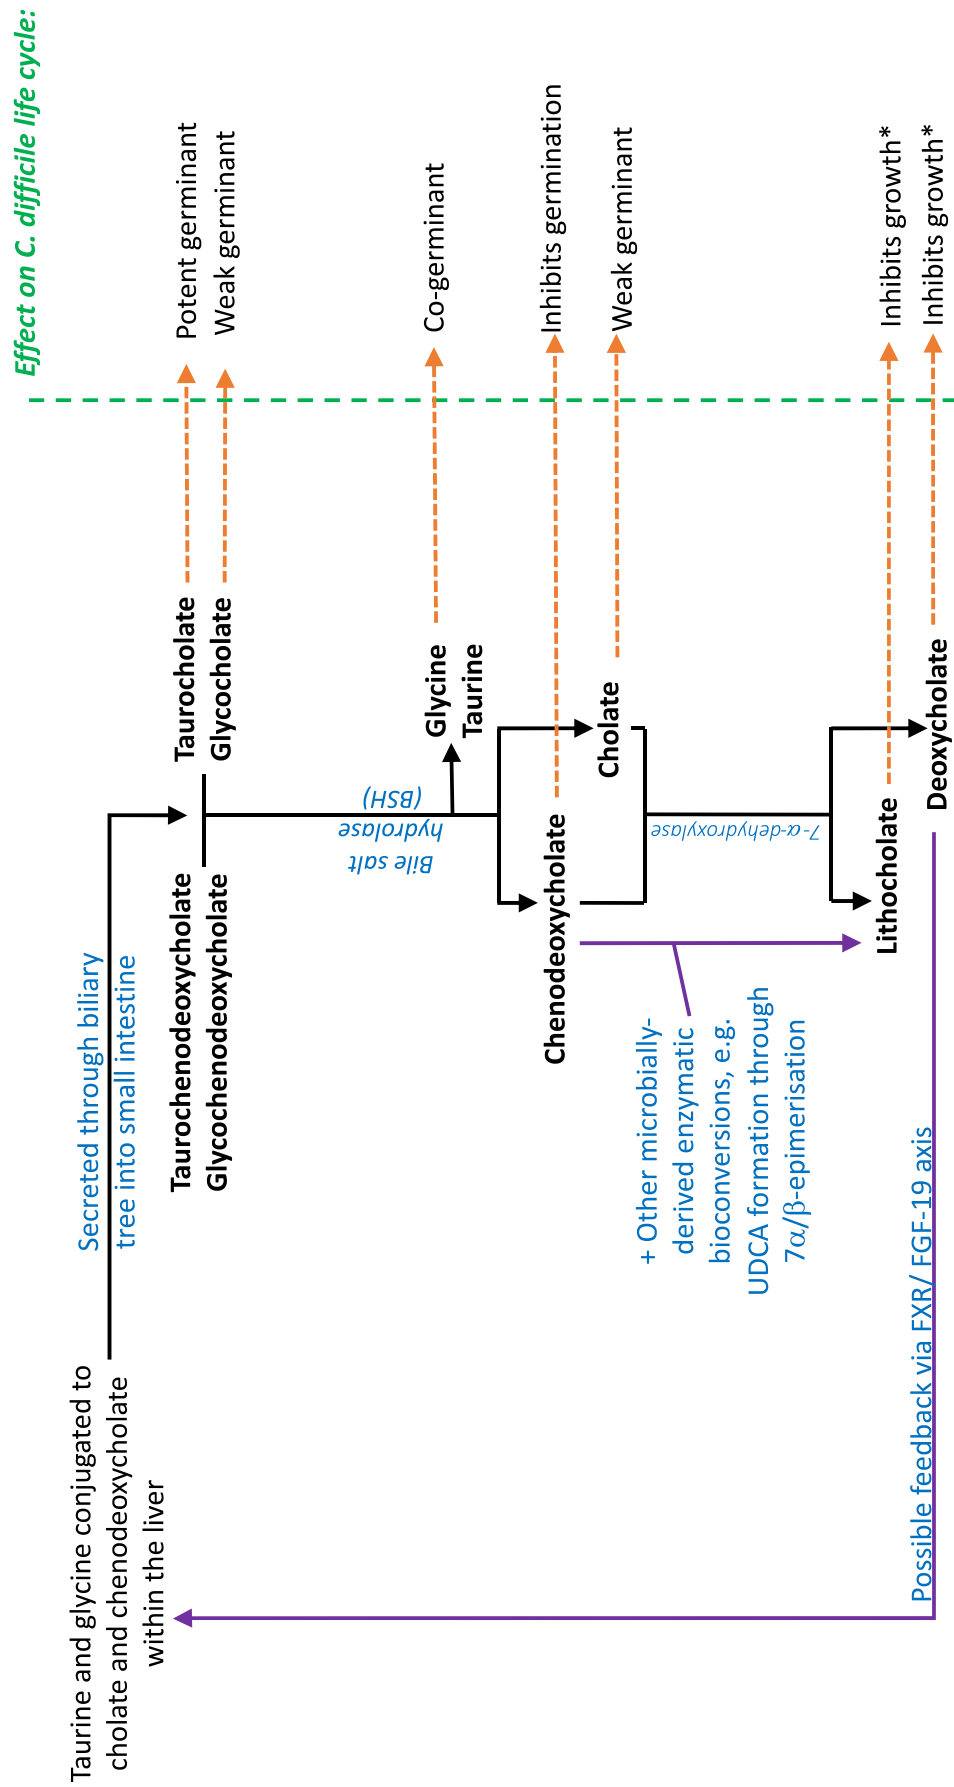 Effect on C. difficile life cycle:
Taurine and glycine conjugated to
cholate and chenodeoxycholate
within the liver
Secreted through biliary
tree into small intestine
Taurochenodeoxycholate
Glycochenodeoxycholate
Taurocholate
Glycocholate
Potent germinant
Weak germinant
Bile salt
hydrolase
(BSH)
Glycine
Taurine
Co-germinant
Chenodeoxycholate
Inhibits germination
Cholate
Weak germinant
+ Other microbially-
derived enzymatic
bioconversions, e.g.
UDCA formation through
7α/β-epimerisation
7-α-dehydroxylase
Lithocholate
Inhibits growth*
Deoxycholate
Inhibits growth*
Possible feedback via FXR/ FGF-19 axis